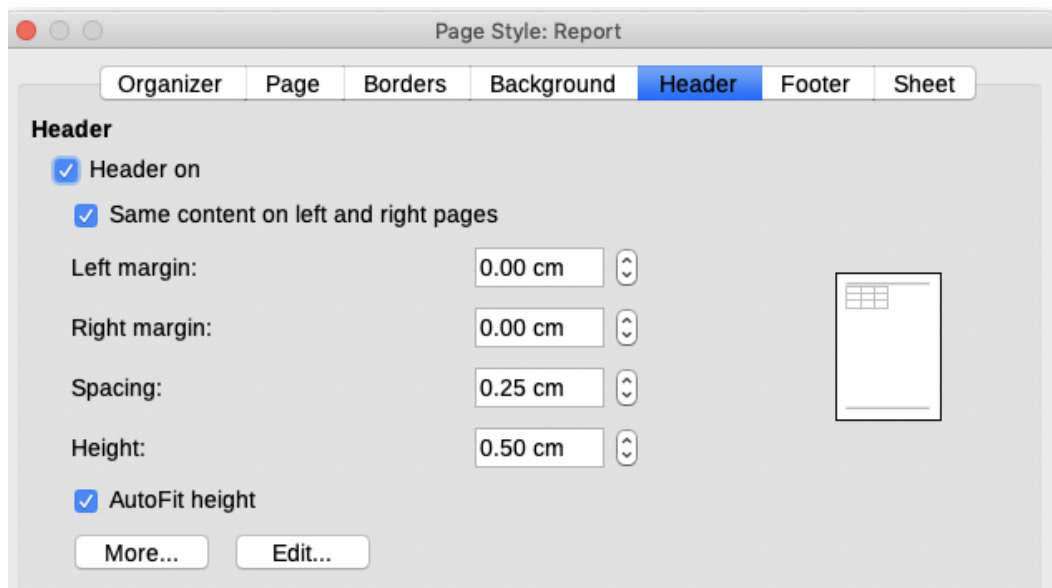 Page Style: Report
Organizer Page Borders Background Header Footer Sheet
Header
Header on
Same content on left and right pages
Left margin: 0.00 cm
Right margin: 0.00 cm
Spacing: 0.25 cm
Height: 0.50 cm
AutoFit height
More... Edit...